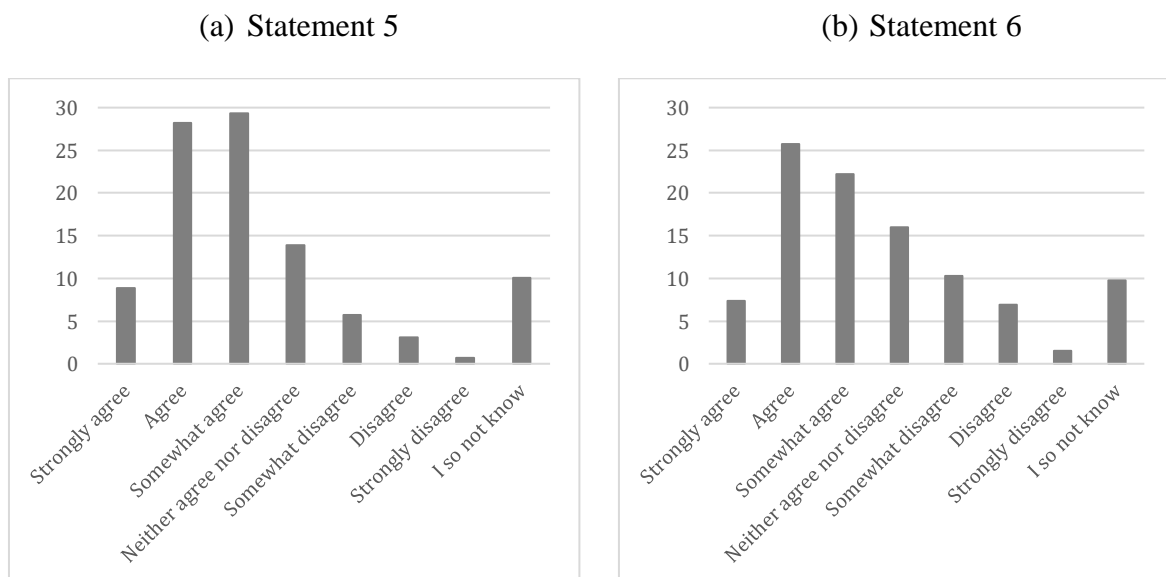 (a) Statement 5
30
25
20
15
10
5
0
Strongly agree
Agree
Somewhat agree
Neither agree nor disagree
Somewhat disagree
Disagree
Strongly disagree
I so not know
(b) Statement 6
30
25
20
15
10
5
0
Strongly agree
Agree
Somewhat agree
Neither agree nor disagree
Somewhat disagree
Disagree
Strongly disagree
I so not know